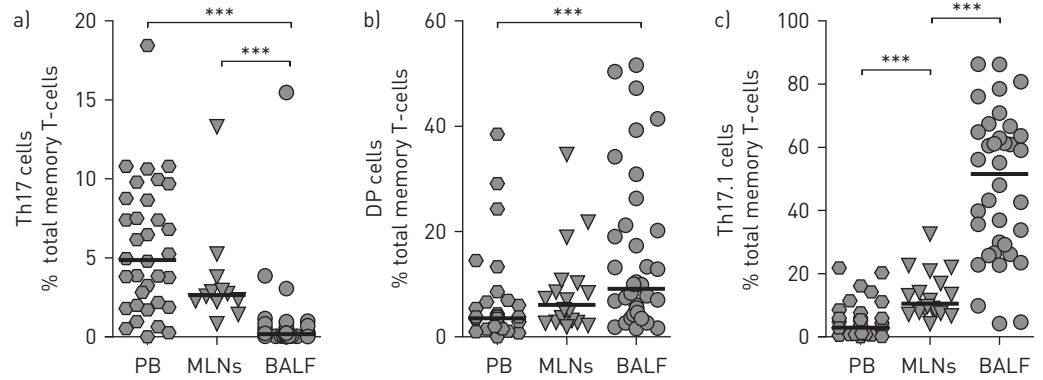 a)
Th17 cells
% total memory T-cells
20
15
10
5
0
***
***
PB MLNs BALF
b)
DP cells
% total memory T-cells
60
40
20
0
***
PB MLNs BALF
c)
Th17.1 cells
% total memory T-cells
100
80
60
40
20
0
***
***
PB MLNs BALF